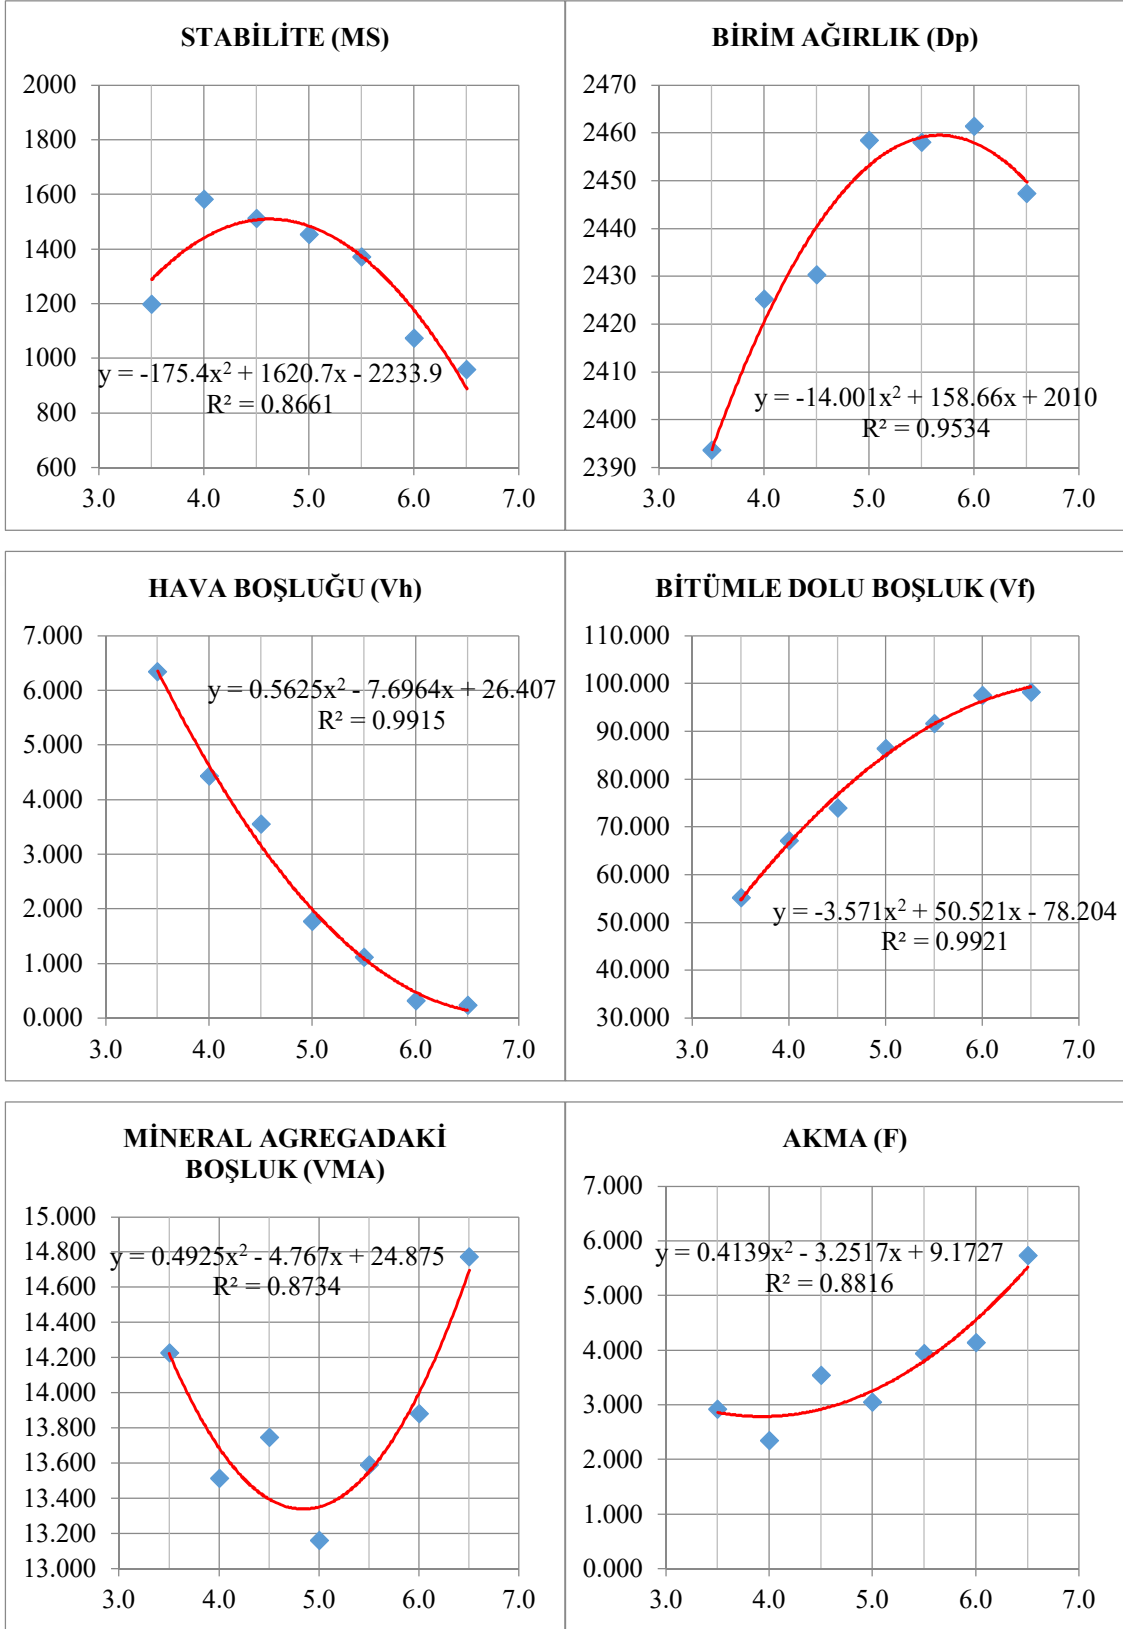 STABİLİTE (MS)
2000
1800
1600
1400
1200
1000
800
600
y = -175.4x² + 1620.7x - 2233.9
R² = 0.8661
3.0 4.0 5.0 6.0 7.0
BİRİM AĞIRLIK (Dp)
2470
2460
2450
2440
2430
2420
2410
2400
2390
y = -14.001x² + 158.66x + 2010
R² = 0.9534
3.0 4.0 5.0 6.0 7.0
HAVA BOŞLUĞU (Vh)
7.000
6.000
5.000
4.000
3.000
2.000
1.000
0.000
y = 0.5625x² - 7.6964x + 26.407
R² = 0.9915
3.0 4.0 5.0 6.0 7.0
BİTÜMLE DOLU BOŞLUK (Vf)
110.000
100.000
90.000
80.000
70.000
60.000
50.000
40.000
30.000
y = -3.571x² + 50.521x - 78.204
R² = 0.9921
3.0 4.0 5.0 6.0 7.0
MİNERAL AGREGADAKİ
BOŞLUK (VMA)
15.000
14.800
14.600
14.400
14.200
14.000
13.800
13.600
13.400
13.200
13.000
y = 0.4925x² - 4.767x + 24.875
R² = 0.8734
3.0 4.0 5.0 6.0 7.0
AKMA (F)
7.000
6.000
5.000
4.000
3.000
2.000
1.000
0.000
y = 0.4139x² - 3.2517x + 9.1727
R² = 0.8816
3.0 4.0 5.0 6.0 7.0